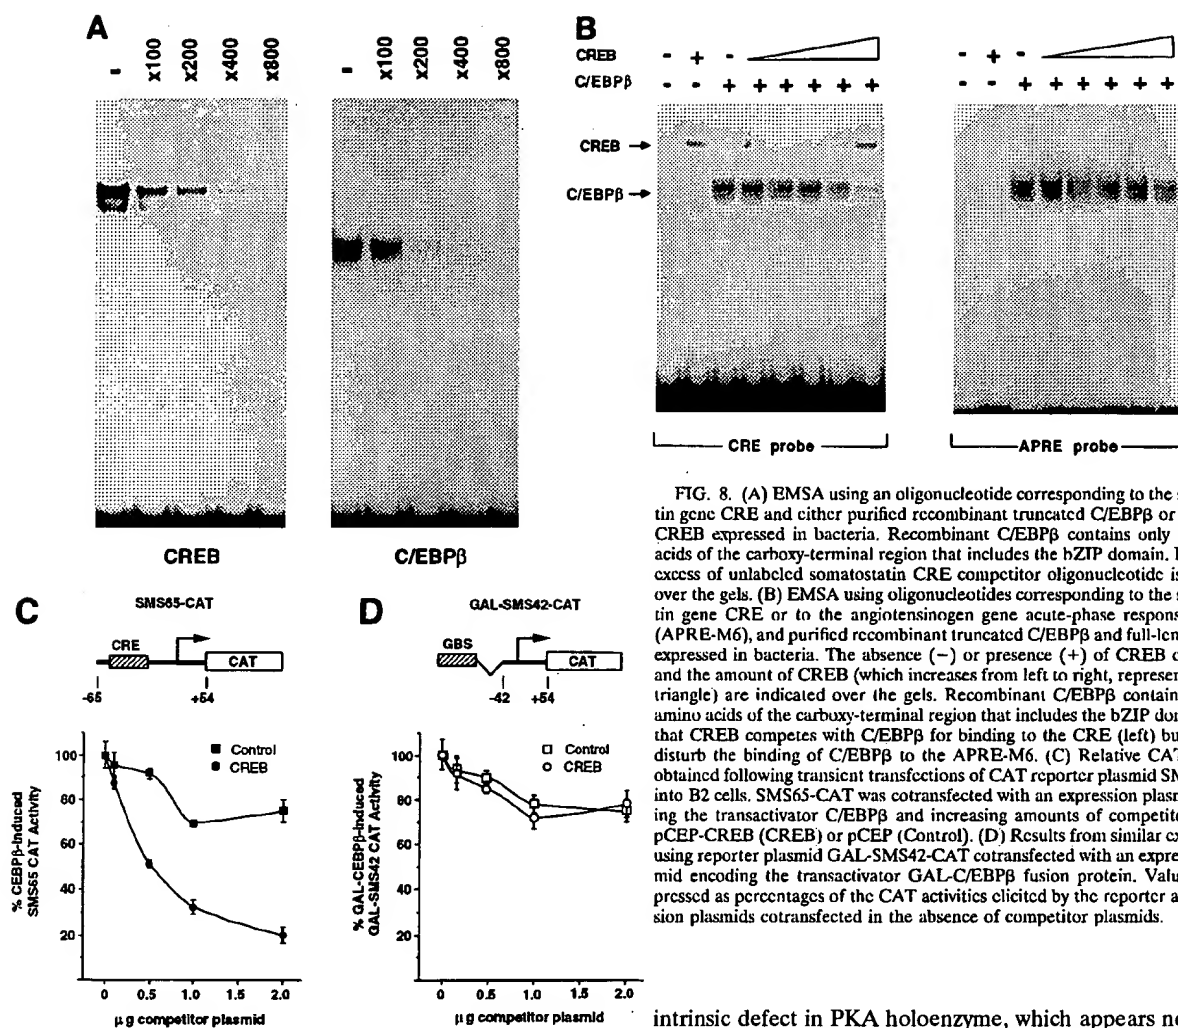 A
-
x100
x200
x400
x800
-
x100
x200
x400
x800
CREB
C/EBPβ
B
CREB - + -
C/EBPβ - - + + + + + +
- + -
- - + + + + + +
CREB →
C/EBPβ →
CRE probe
APRE probe
FIG. 8. (A) EMSA using an oligonucleotide corresponding to the s
tin gene CRE and either purified recombinant truncated C/EBPβ or
CREB expressed in bacteria. Recombinant C/EBPβ contains only
acids of the carboxy-terminal region that includes the bZIP domain.
excess of unlabeled somatostatin CRE competitor oligonucleotide is
over the gels. (B) EMSA using oligonucleotides corresponding to the s
tin gene CRE or to the angiotensinogen gene acute-phase respons
(APRE-M6), and purified recombinant truncated C/EBPβ and full-len
expressed in bacteria. The absence (−) or presence (+) of CREB o
and the amount of CREB (which increases from left to right, represen
triangle) are indicated over the gels. Recombinant C/EBPβ contain
amino acids of the carboxy-terminal region that includes the bZIP dom
that CREB competes with C/EBPβ for binding to the CRE (left) bu
disturb the binding of C/EBPβ to the APRE-M6. (C) Relative CAT
obtained following transient transfections of CAT reporter plasmid SM
into B2 cells. SMS65-CAT was cotransfected with an expression plasm
ing the transactivator C/EBPβ and increasing amounts of competito
pCEP-CREB (CREB) or pCEP (Control). (D) Results from similar ex
using reporter plasmid GAL-SMS42-CAT cotransfected with an expre
mid encoding the transactivator GAL-C/EBPβ fusion protein. Valu
pressed as percentages of the CAT activities elicited by the reporter a
sion plasmids cotransfected in the absence of competitor plasmids.
C
SMS65-CAT
CRE
CAT
-65
+54
% CEBPβ-Induced
SMS65 CAT Activity
100
80
60
40
20
Control
CREB
0 0.5 1.0 1.5 2.0
μg competitor plasmid
D
GAL-SMS42-CAT
GBS
CAT
-42
+54
% GAL-CEBPβ-Induced
GAL-SMS42 CAT Activity
100
80
60
40
20
Control
CREB
0 0.5 1.0 1.5 2.0
μg competitor plasmid
intrinsic defect in PKA holoenzyme, which appears no